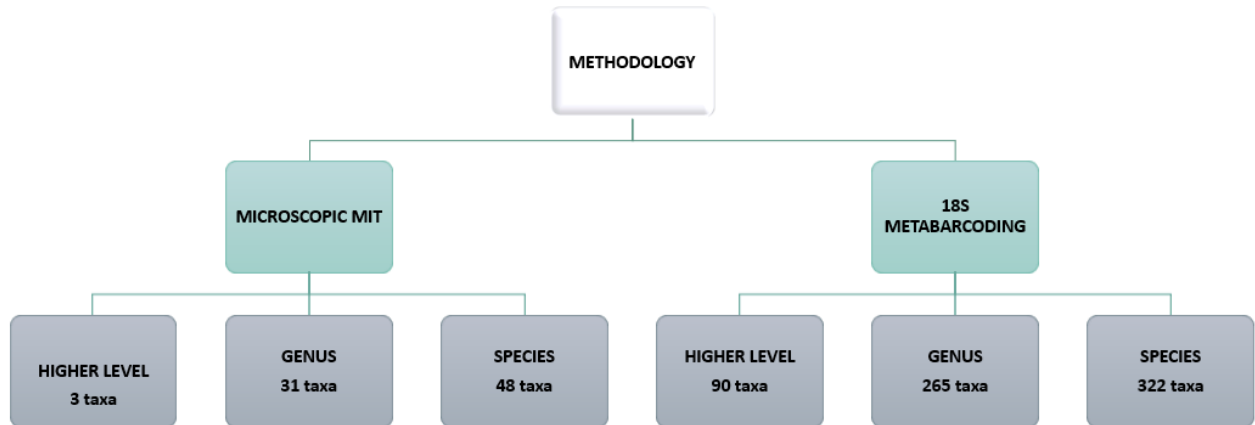 METHODOLOGY
MICROSCOPIC MIT
18S
METABARCODING
HIGHER LEVEL
3 taxa
GENUS
31 taxa
SPECIES
48 taxa
HIGHER LEVEL
90 taxa
GENUS
265 taxa
SPECIES
322 taxa